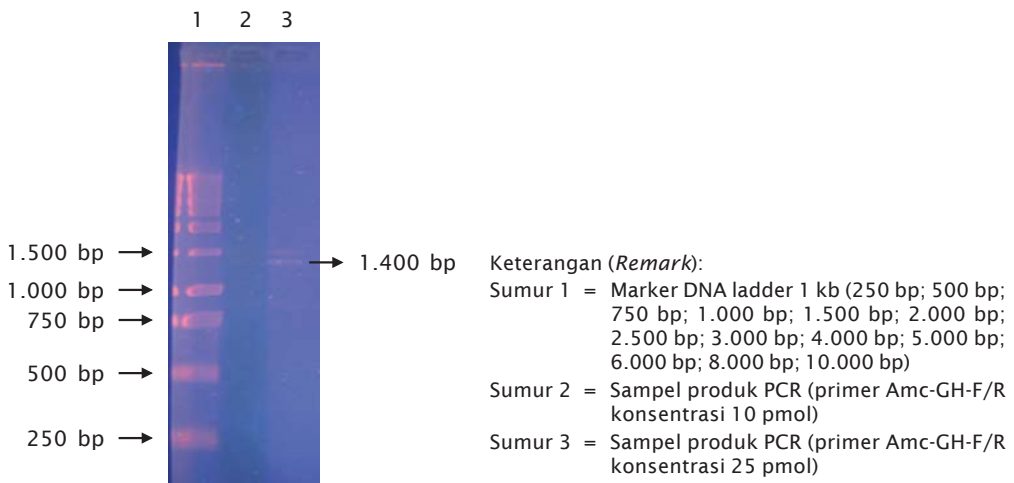 1 2 3
1.500 bp
1.000 bp
750 bp
500 bp
250 bp
1.400 bp
Keterangan (Remark):
Sumur 1 = Marker DNA ladder 1 kb (250 bp; 500 bp;
750 bp; 1.000 bp; 1.500 bp; 2.000 bp;
2.500 bp; 3.000 bp; 4.000 bp; 5.000 bp;
6.000 bp; 8.000 bp; 10.000 bp)
Sumur 2 = Sampel produk PCR (primer Amc-GH-F/R
konsentrasi 10 pmol)
Sumur 3 = Sampel produk PCR (primer Amc-GH-F/R
konsentrasi 25 pmol)